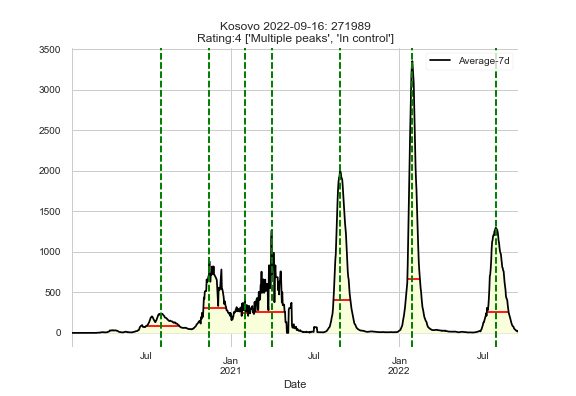 Kosovo 2022-09-16: 271989
Rating:4 ['Multiple peaks', 'In control']
Average-7d
3500
3000
2500
2000
1500
1000
500
0
Jul
Jan
2021
Jul
Jan
2022
Jul
Date